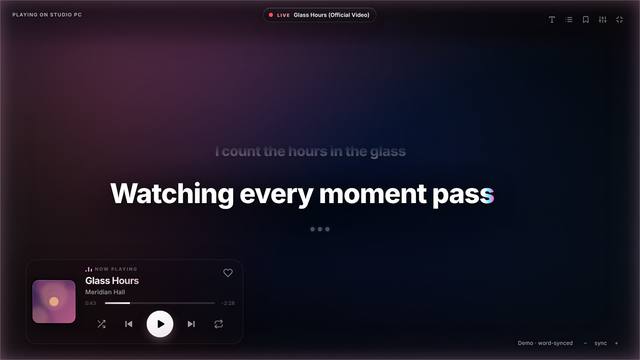 PLAYING ON STUDIO PC
LIVE Glass Hours (Official Video)
I count the hours in the glass
Watching every moment pass
NOW PLAYING
Glass Hours
Meridian Hall
0:43
-2:28
Demo · word-synced − sync +